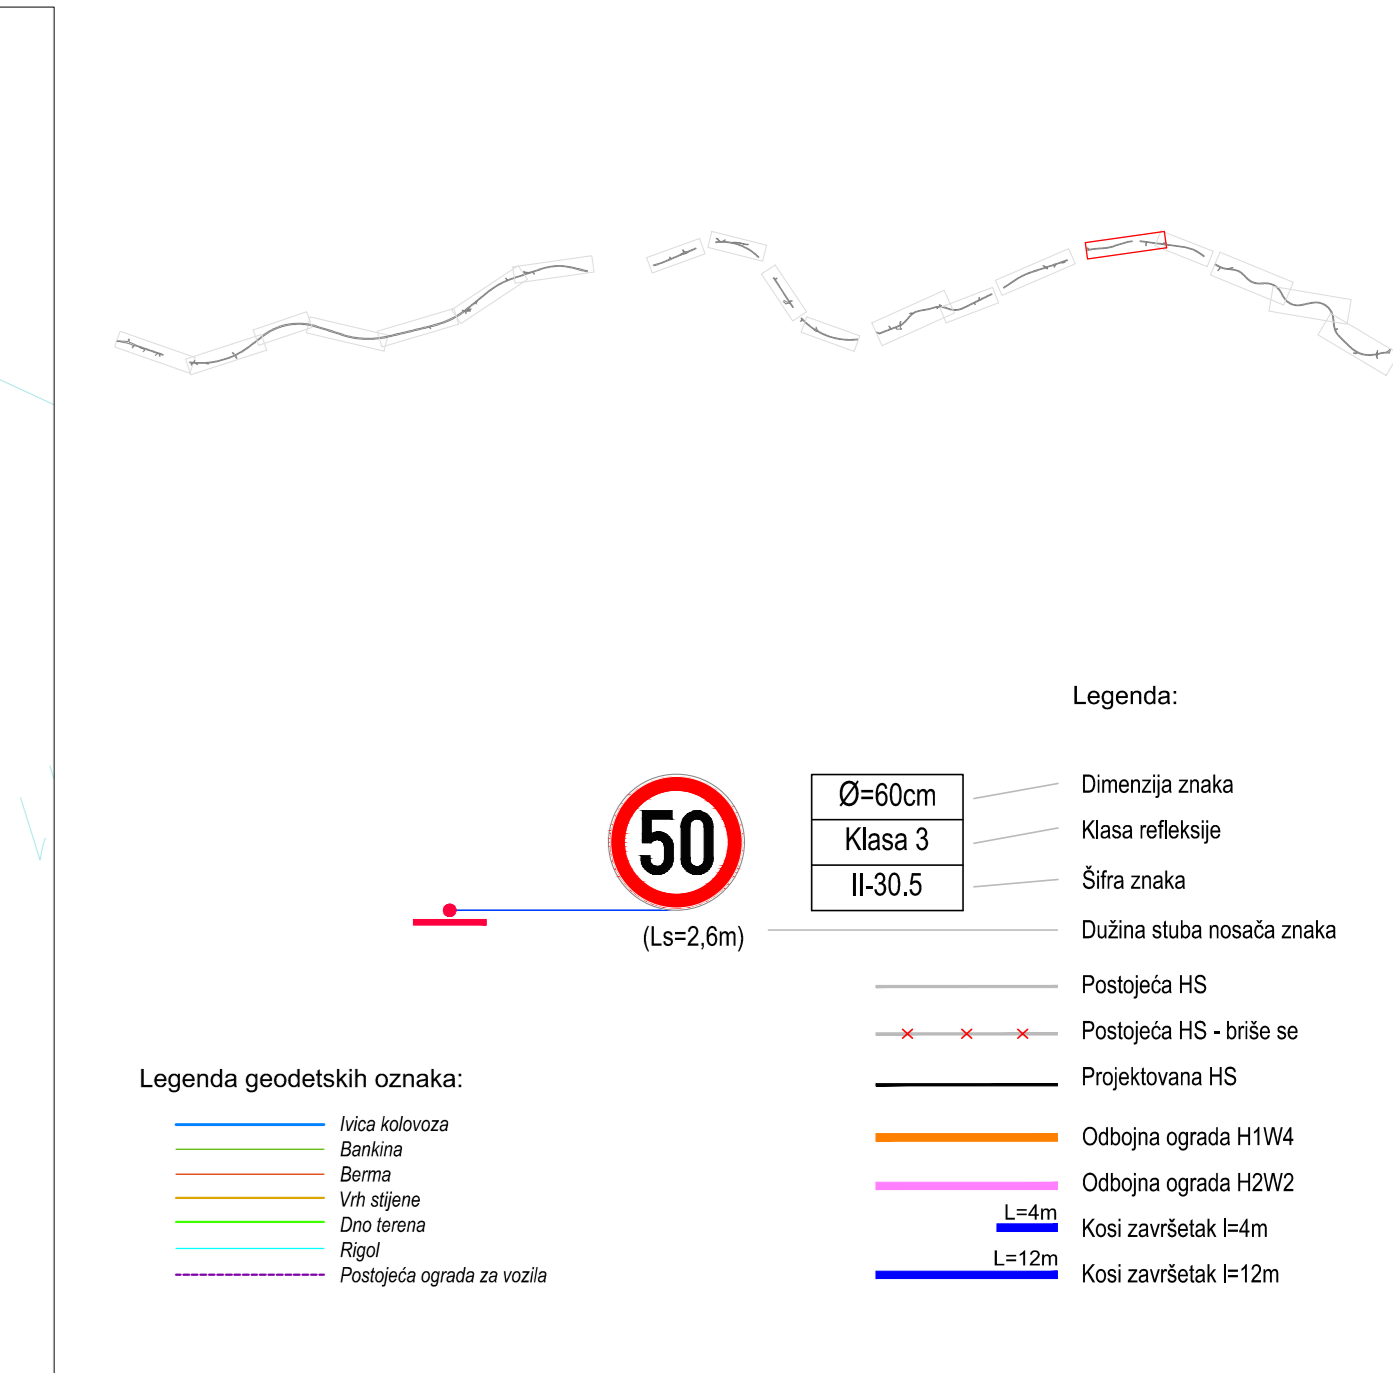 Legenda:
50
Ø=60cm
Klasa 3
II-30.5
(Ls=2,6m)
Dimenzija znaka
Klasa refleksije
Šifra znaka
Dužina stuba nosača znaka
Postojeća HS
Postojeća HS - briše se
Projektovana HS
Odbojna ograda H1W4
Odbojna ograda H2W2
L=4m
Kosi završetak l=4m
L=12m
Kosi završetak l=12m
Legenda geodetskih oznaka:
Ivica kolovoza
Bankina
Berma
Vrh stijene
Dno terena
Rigol
Postojeća ograda za vozila